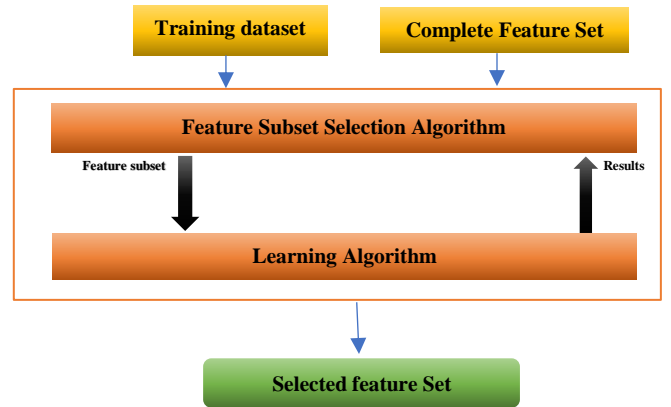 Training dataset
Complete Feature Set
Feature Subset Selection Algorithm
Feature subset
Results
Learning Algorithm
Selected feature Set